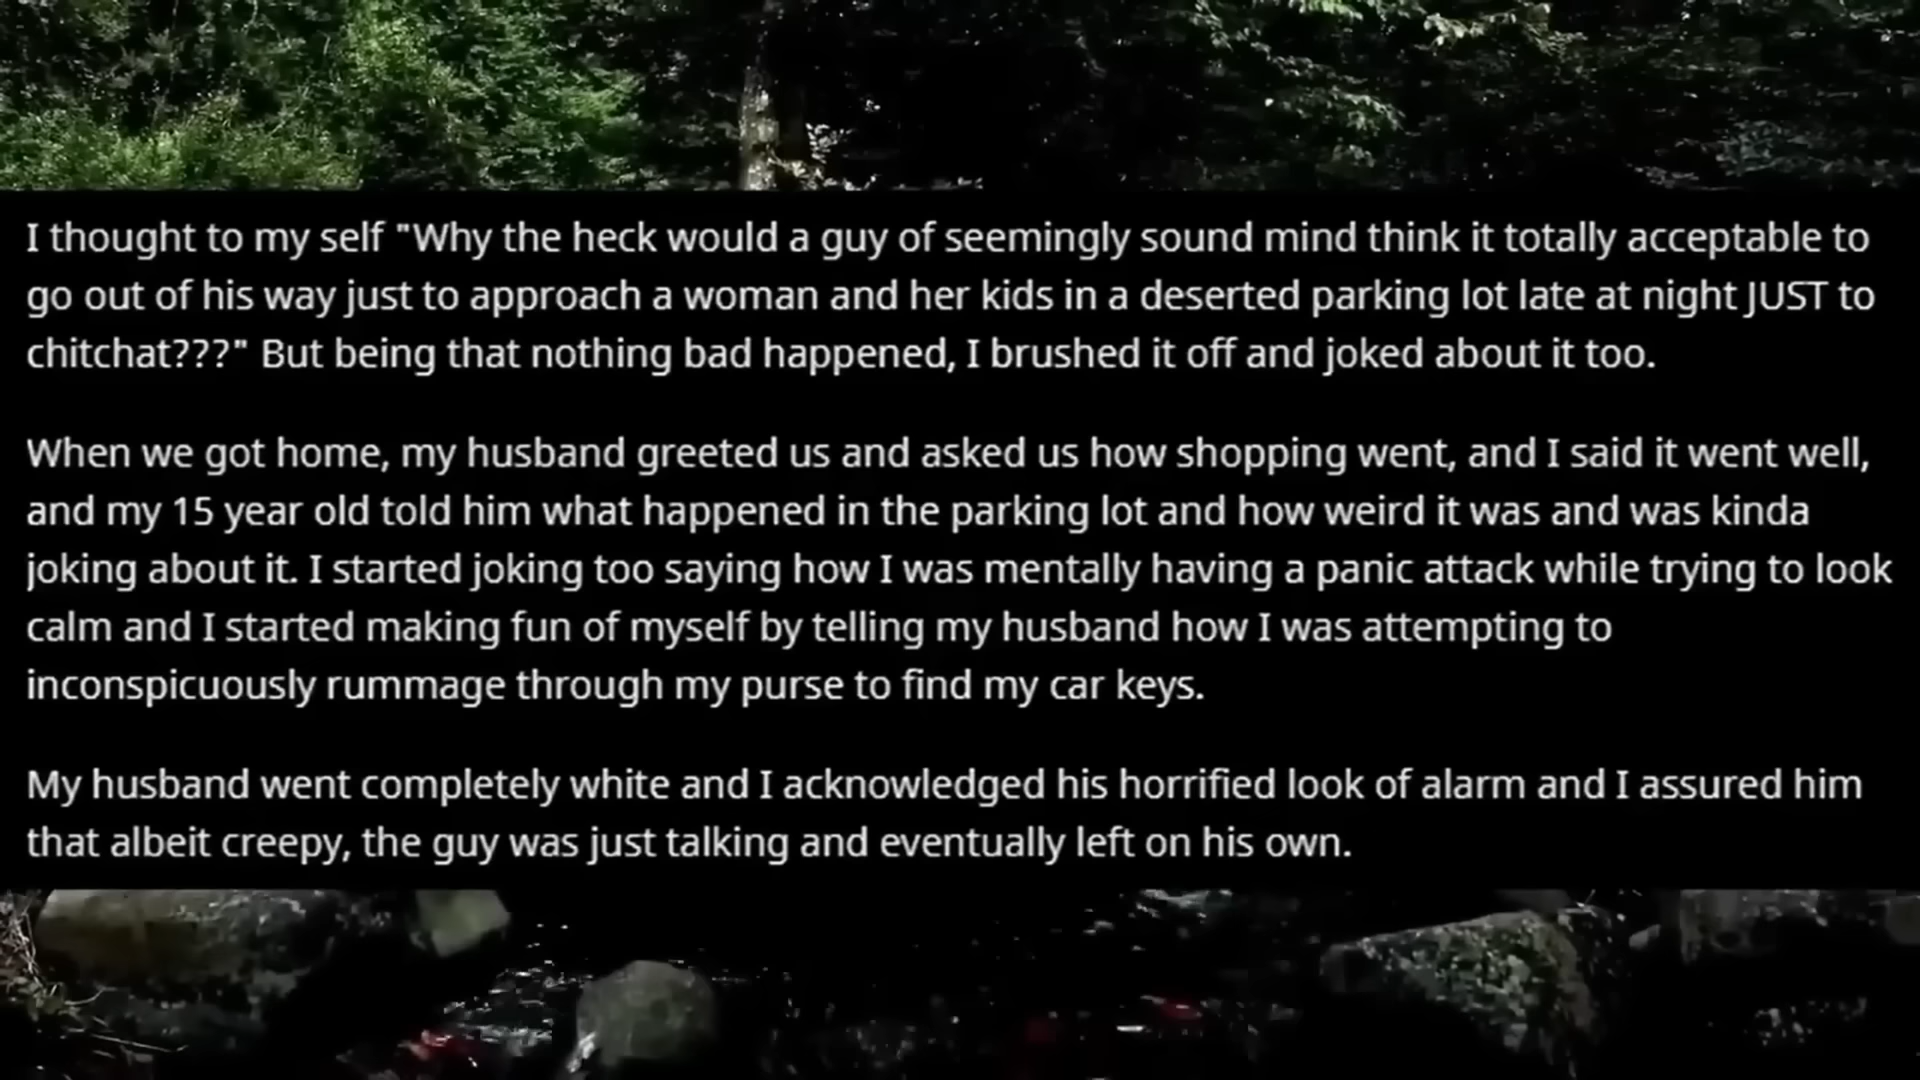 I thought to my self "Why the heck would a guy of seemingly sound mind think it totally acceptable to
go out of his way just to approach a woman and her kids in a deserted parking lot late at night JUST to
chitchat???" But being that nothing bad happened, I brushed it off and joked about it too.
When we got home, my husband greeted us and asked us how shopping went, and I said it went well,
and my 15 year old told him what happened in the parking lot and how weird it was and was kinda
joking about it. I started joking too saying how I was mentally having a panic attack while trying to look
calm and I started making fun of myself by telling my husband how I was attempting to
inconspicuously rummage through my purse to find my car keys.
My husband went completely white and I acknowledged his horrified look of alarm and I assured him
that albeit creepy, the guy was just talking and eventually left on his own.